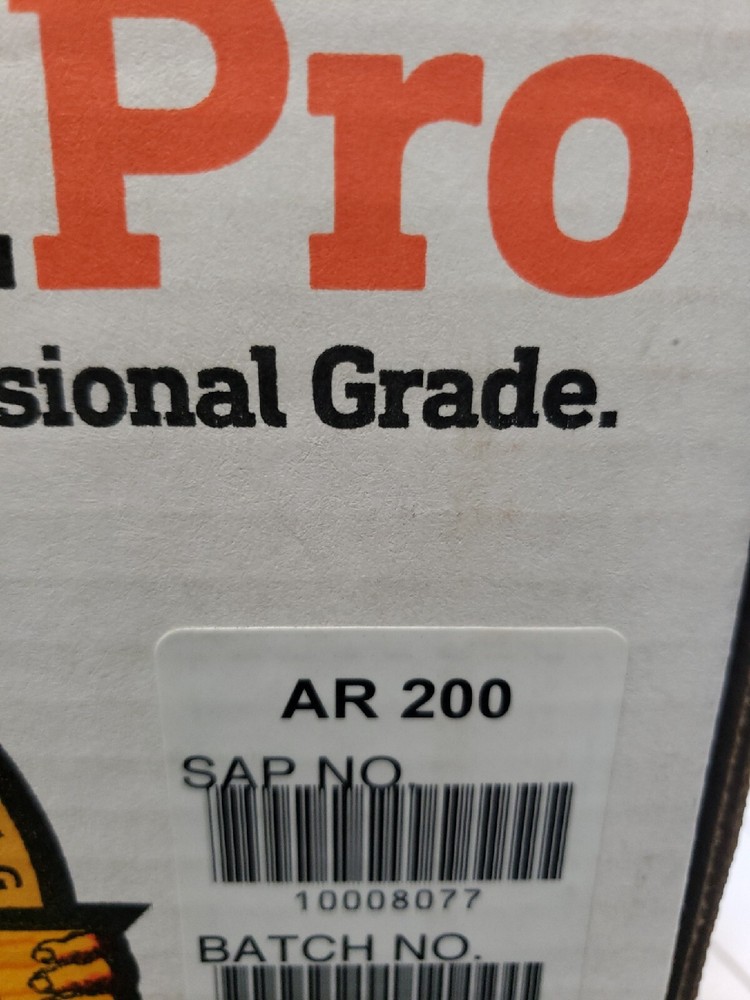 Pro
sional Grade.
AR 200
SAP NO.
10008077
BATCH NO.
G